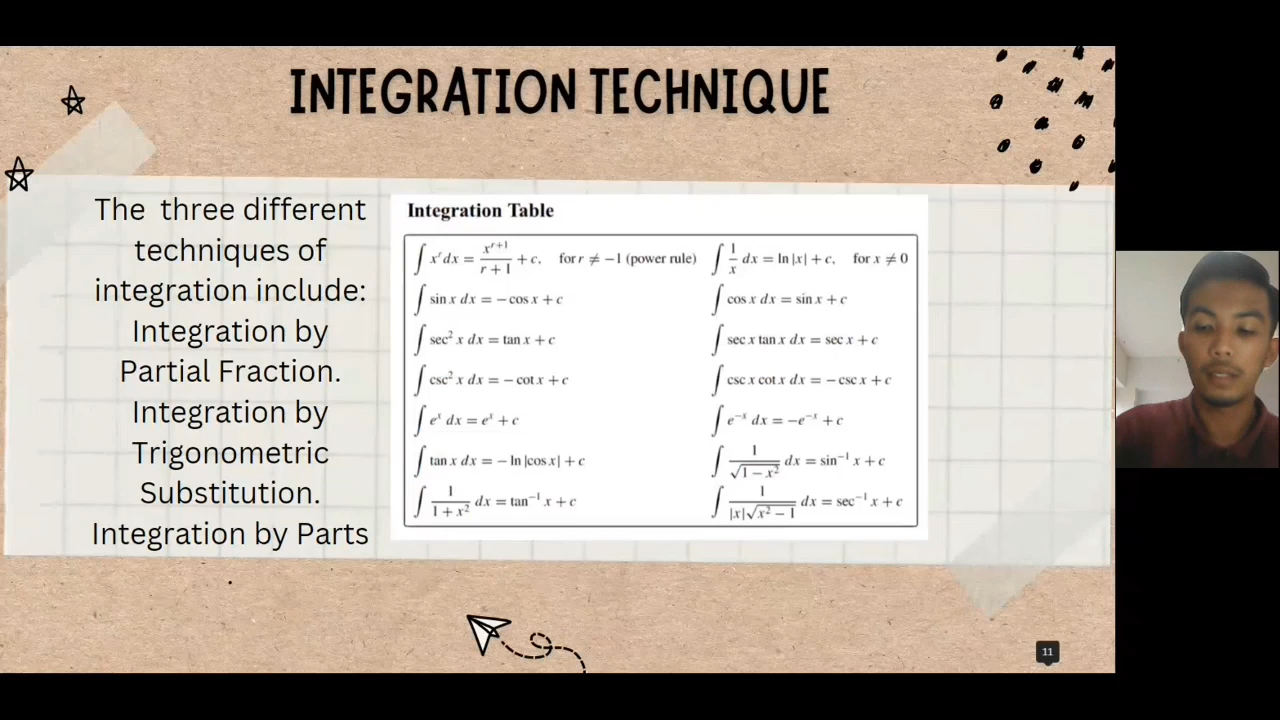 INTEGRATION TECHNIQUE
The three different
techniques of
integration include:
Integration by
Partial Fraction.
Integration by
Trigonometric
Substitution.
Integration by Parts
Integration Table
∫ x^r dx = x^(r+1)/(r+1) + c, for r ≠ −1 (power rule) ∫ 1/x dx = ln |x| + c, for x ≠ 0
∫ sin x dx = − cos x + c ∫ cos x dx = sin x + c
∫ sec² x dx = tan x + c ∫ sec x tan x dx = sec x + c
∫ csc² x dx = − cot x + c ∫ csc x cot x dx = − csc x + c
∫ e^x dx = e^x + c ∫ e^−x dx = −e^−x + c
∫ tan x dx = − ln |cos x| + c ∫ 1/√(1 − x²) dx = sin⁻¹ x + c
∫ 1/(1 + x²) dx = tan⁻¹ x + c ∫ 1/(|x|√(x² − 1)) dx = sec⁻¹ x + c
11